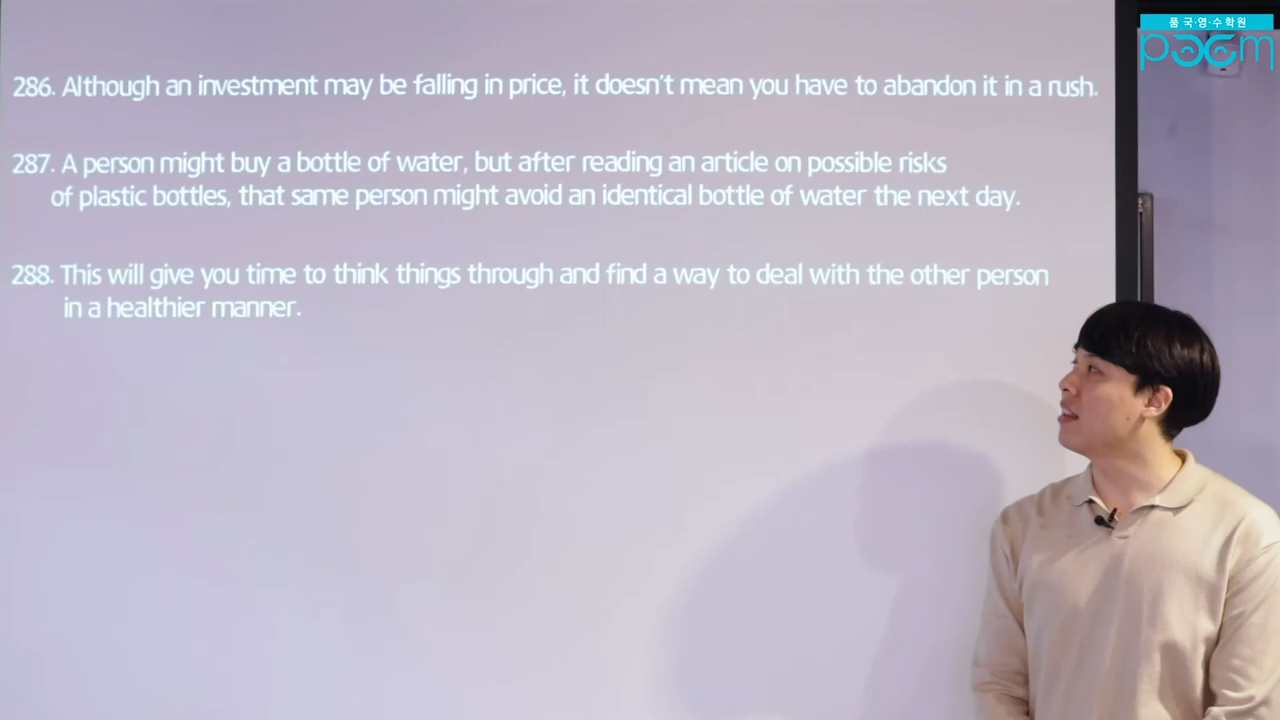 품 국·영·수 학원
poem
286. Although an investment may be falling in price, it doesn't mean you have to abandon it in a rush.
287. A person might buy a bottle of water, but after reading an article on possible risks
of plastic bottles, that same person might avoid an identical bottle of water the next day.
288. This will give you time to think things through and find a way to deal with the other person
in a healthier manner.